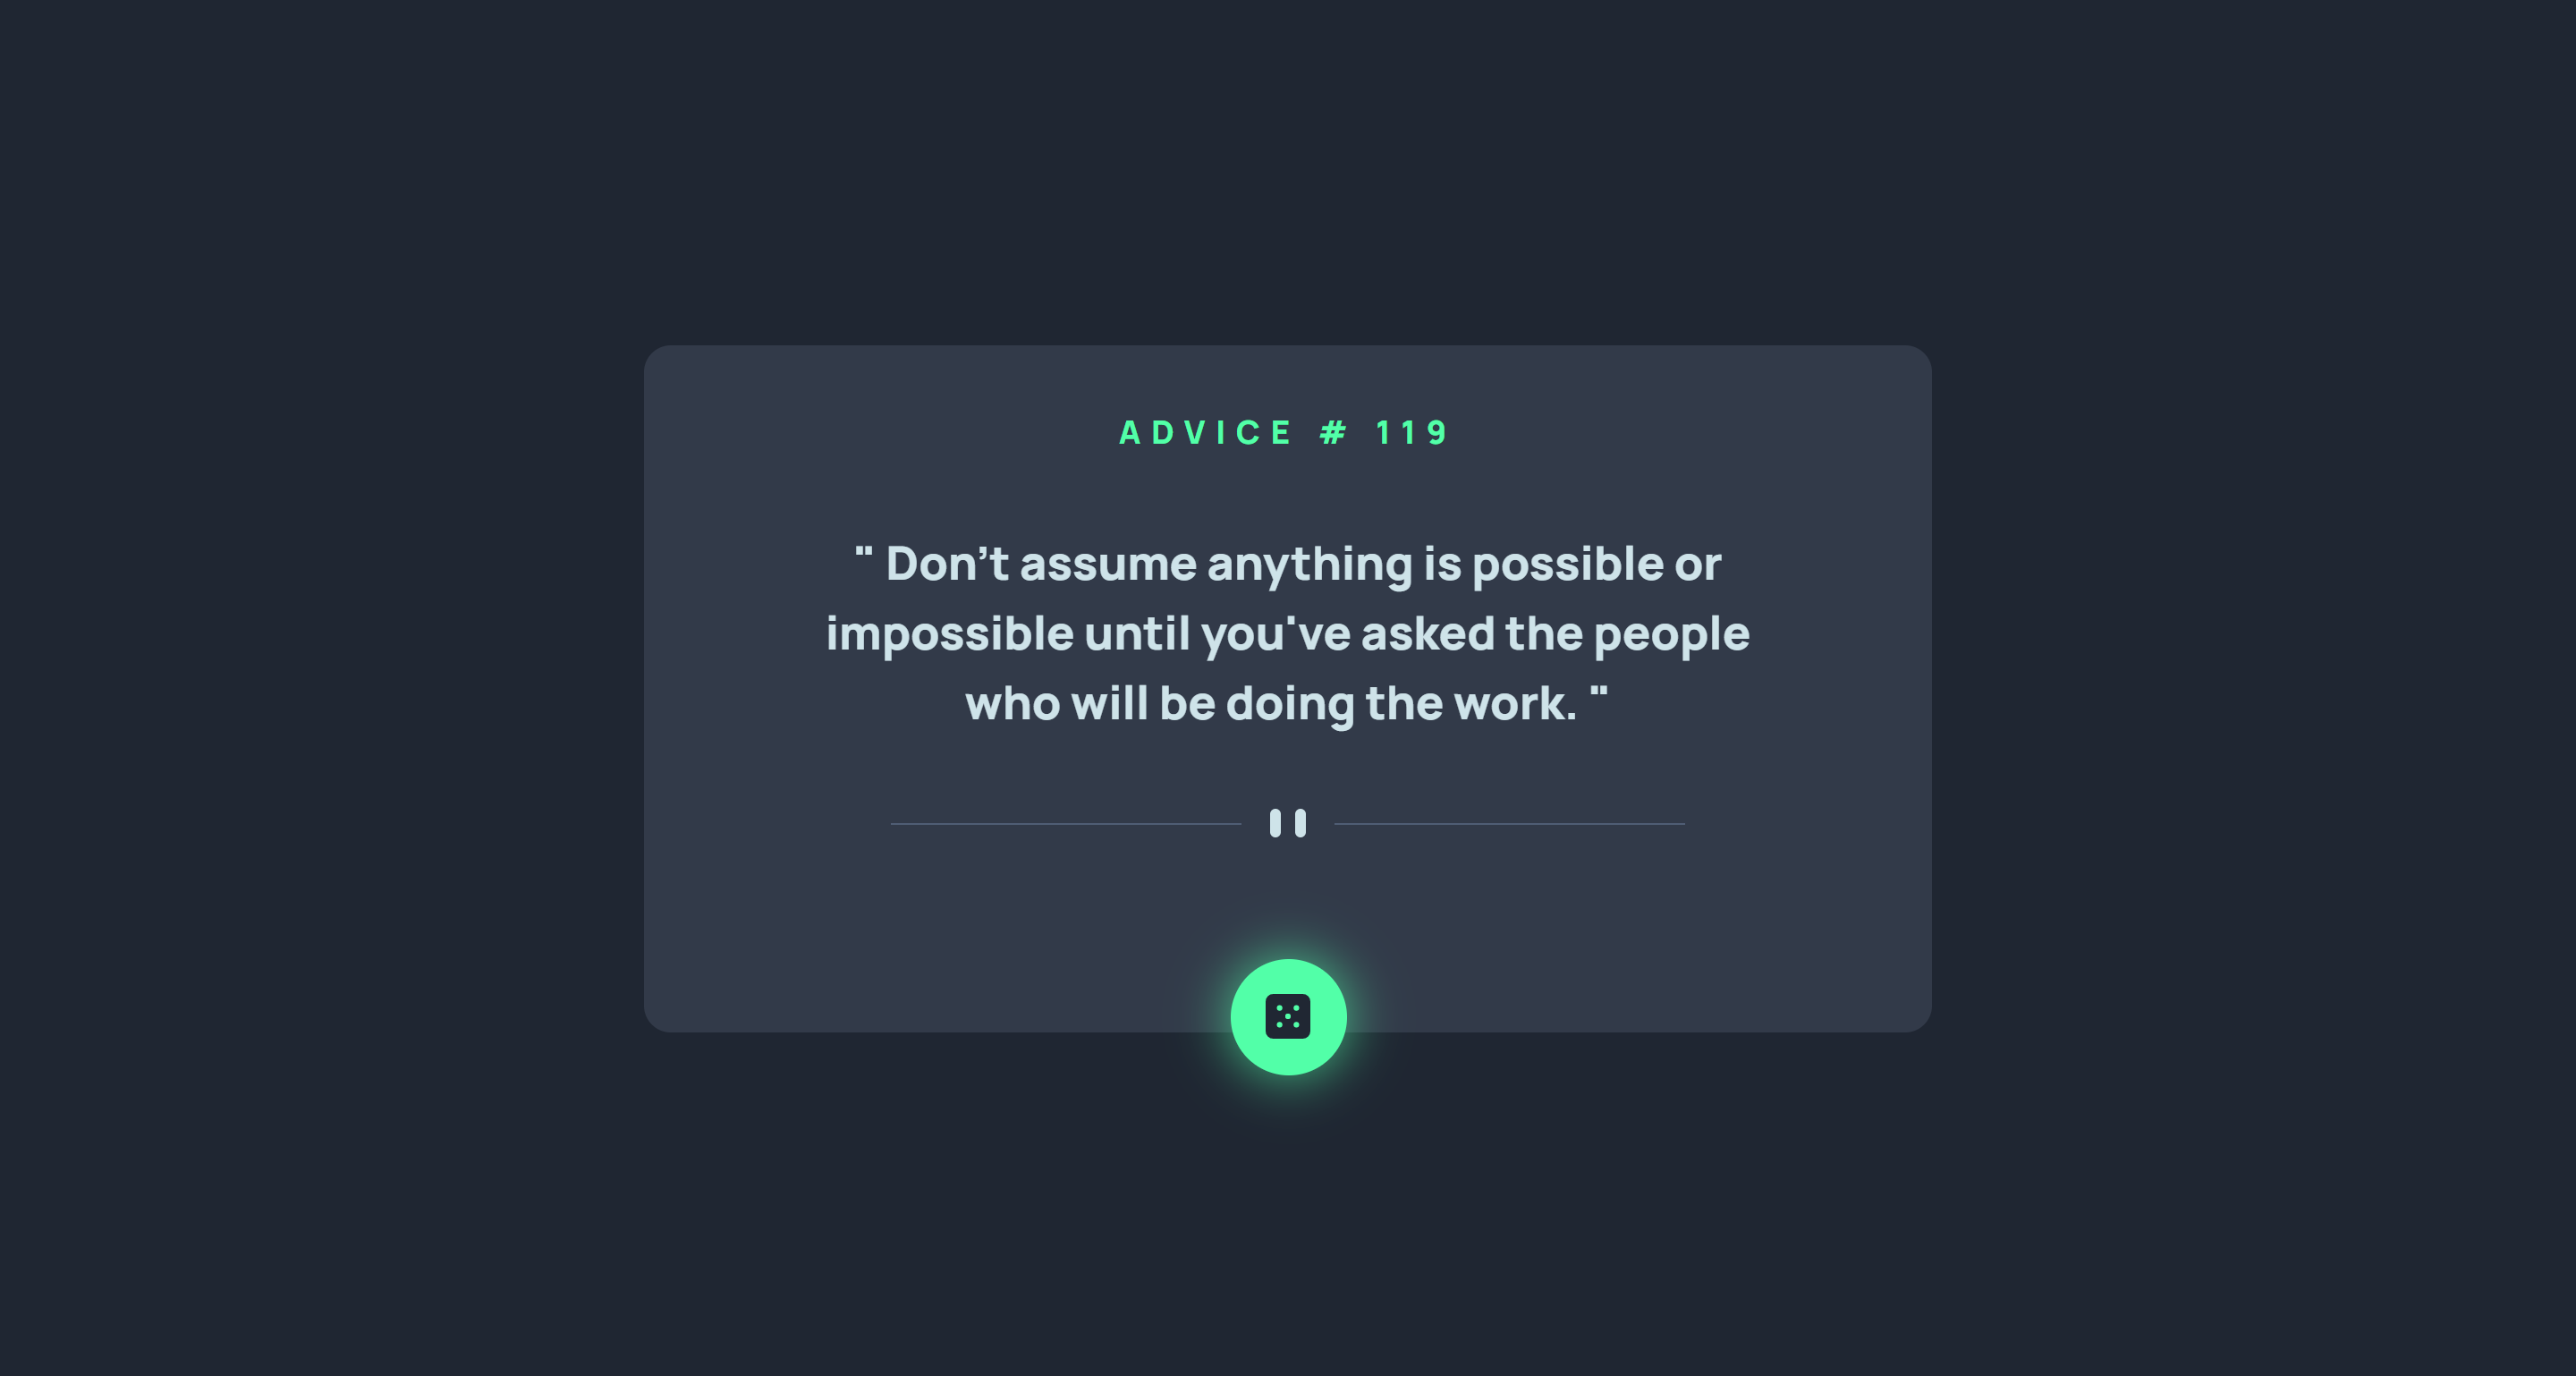 ADVICE # 119
" Don’t assume anything is possible or
impossible until you've asked the people
who will be doing the work. "